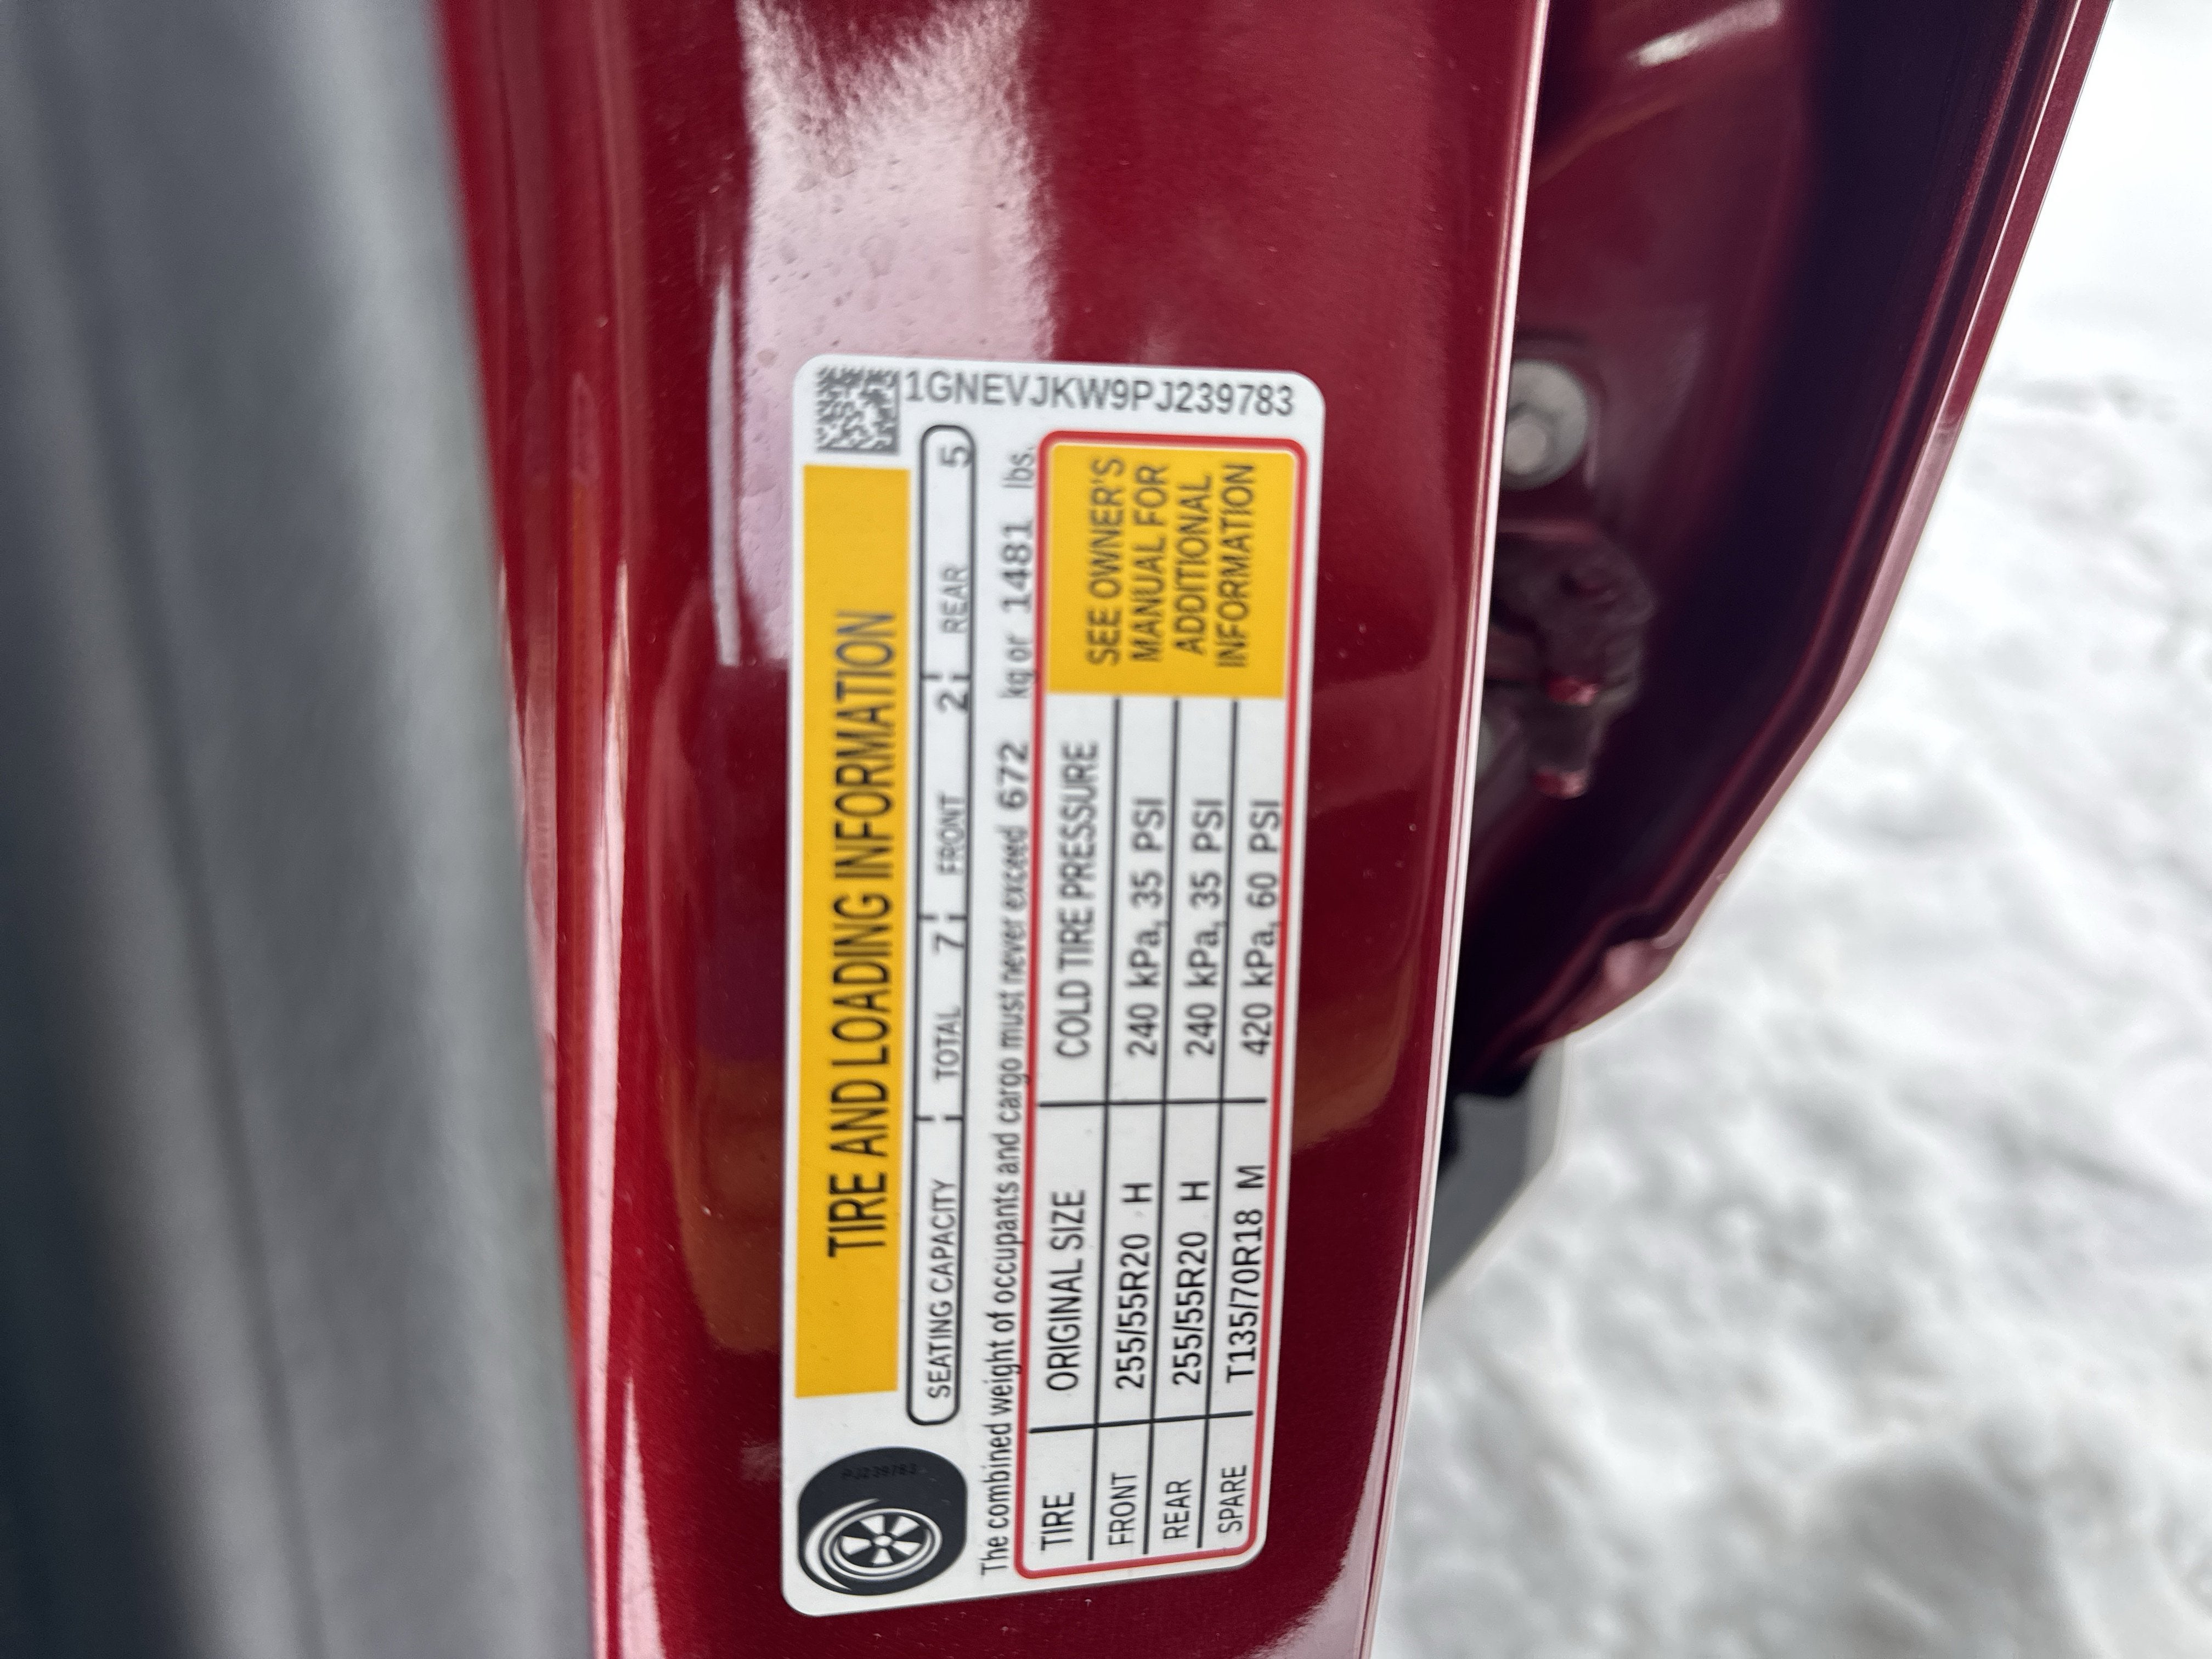 TIRE AND LOADING INFORMATION
SEATING CAPACITY TOTAL 7 FRONT 2 REAR 5
The combined weight of occupants and cargo must never exceed 672 kg or 1481 lbs.
TIRE ORIGINAL SIZE COLD TIRE PRESSURE
FRONT 255/55R20 H 240 kPa, 35 PSI
REAR 255/55R20 H 240 kPa, 35 PSI
SPARE T135/70R18 M 420 kPa, 60 PSI
SEE OWNER'S
MANUAL FOR
ADDITIONAL
INFORMATION
1GNEVJKW9PJ239783
PJ239783